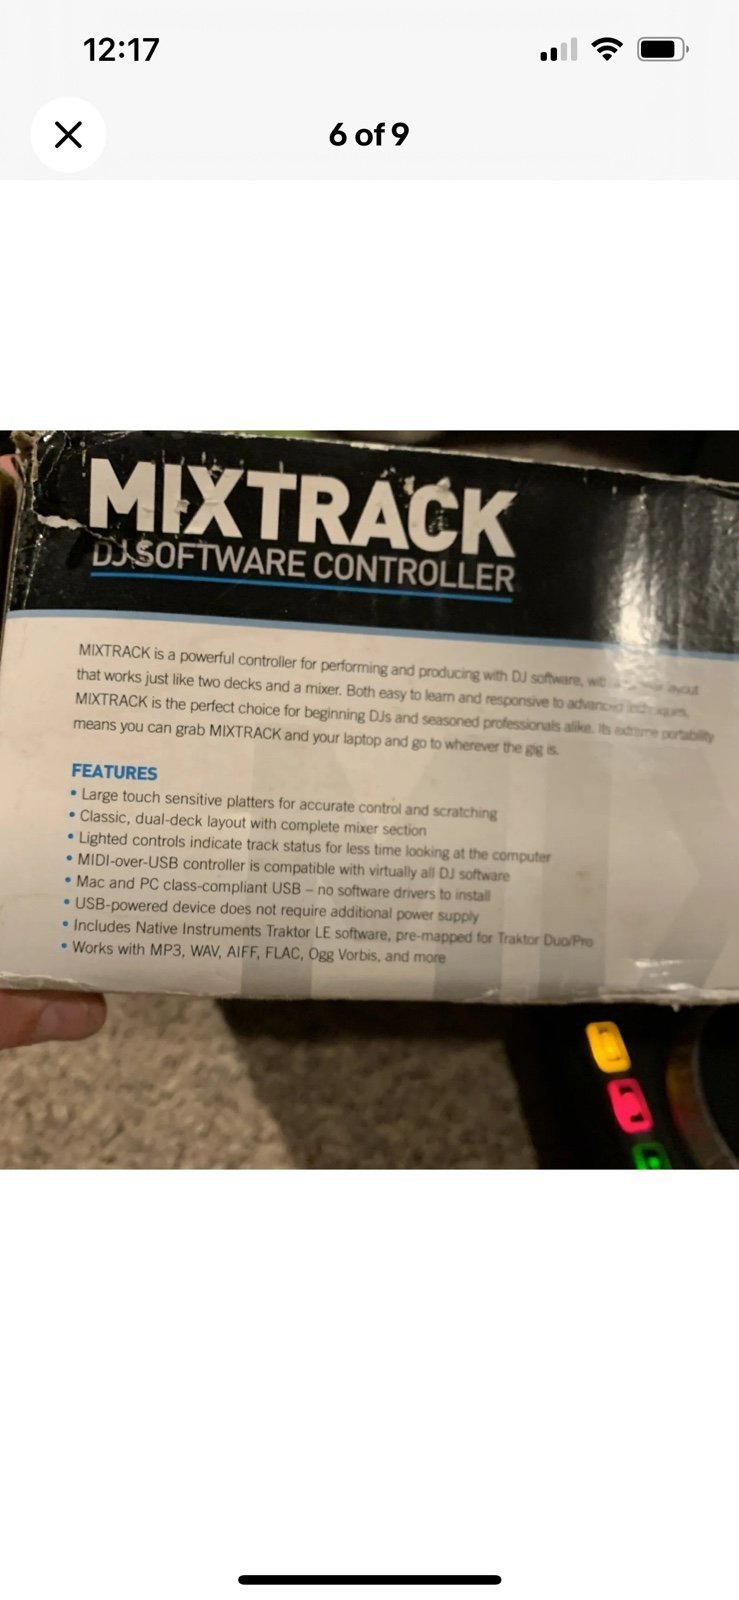 12:17
6 of 9
MIXTRACK
DJ SOFTWARE CONTROLLER
MIXTRACK is a powerful controller for performing and producing with DJ software, layout
that works just like two decks and a mixer. Both easy to learn and responsive to advanced techniques,
MIXTRACK is the perfect choice for beginning DJs and seasoned professionals alike. Its extreme portability
means you can grab MIXTRACK and your laptop and go to wherever the gig is.
FEATURES
• Large touch sensitive platters for accurate control and scratching
• Classic, dual-deck layout with complete mixer section
• Lighted controls indicate track status for less time looking at the computer
• MIDI-over-USB controller is compatible with virtually all DJ software
• Mac and PC class-compliant USB – no software drivers to install
• USB-powered device does not require additional power supply
• Includes Native Instruments Traktor LE software, pre-mapped for Traktor Duo/Pro
• Works with MP3, WAV, AIFF, FLAC, Ogg Vorbis, and more